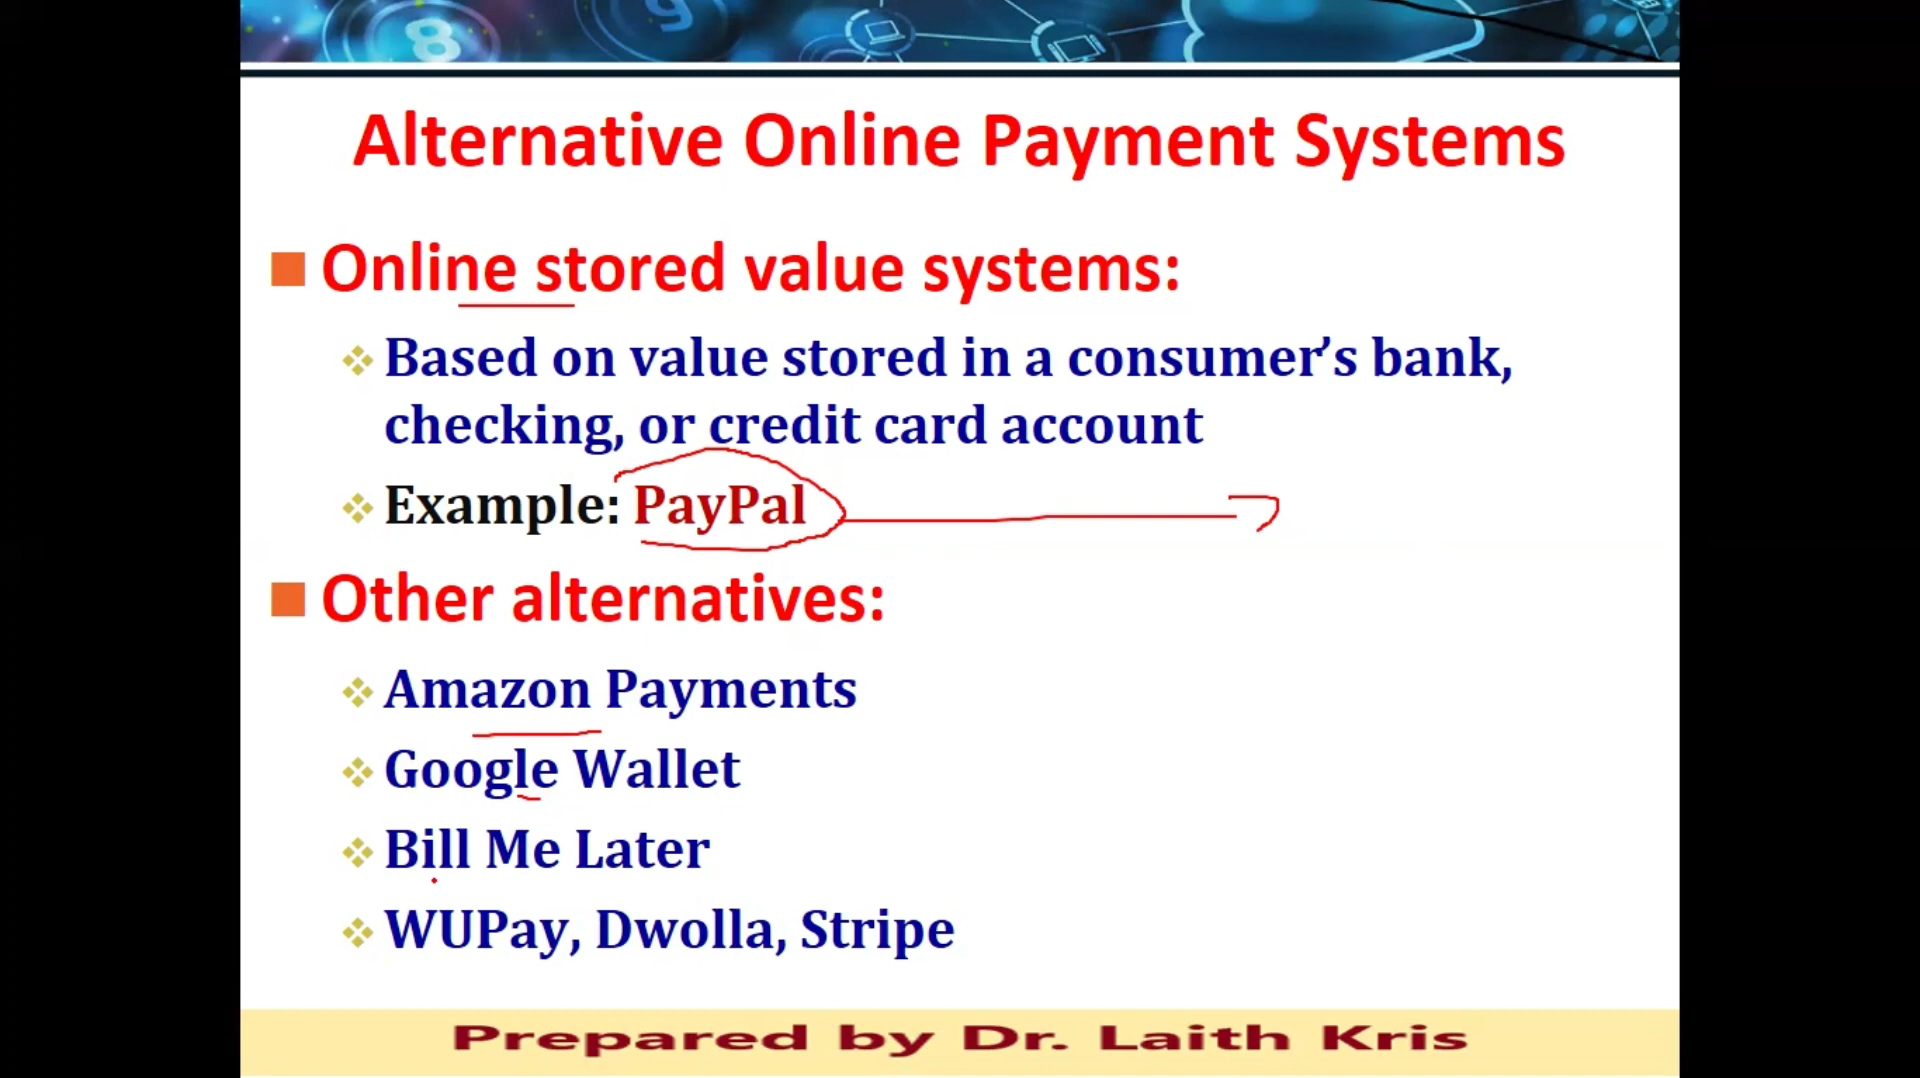 8 9
Alternative Online Payment Systems
Online stored value systems:
Based on value stored in a consumer’s bank,
checking, or credit card account
Example: PayPal
Other alternatives:
Amazon Payments
Google Wallet
Bill Me Later
WUPay, Dwolla, Stripe
Prepared by Dr. Laith Kris